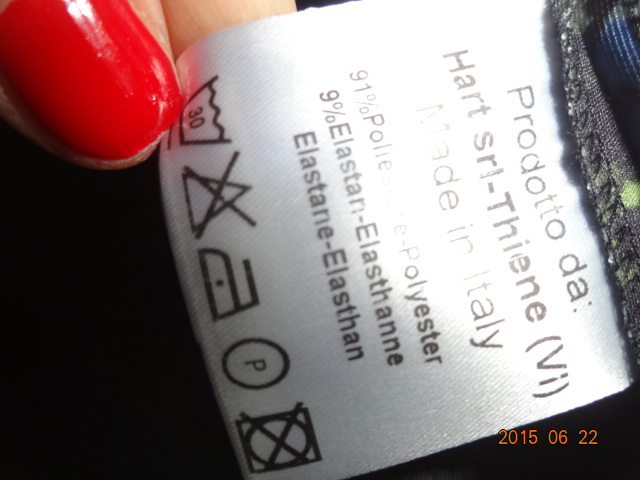 Prodotto da:
Hart srl-Thiene (Vi)
Made in Italy
91%Polie re-Polyester
9%Elastan-Elasthanne
Elastane-Elasthan
30
P
2015 06 22